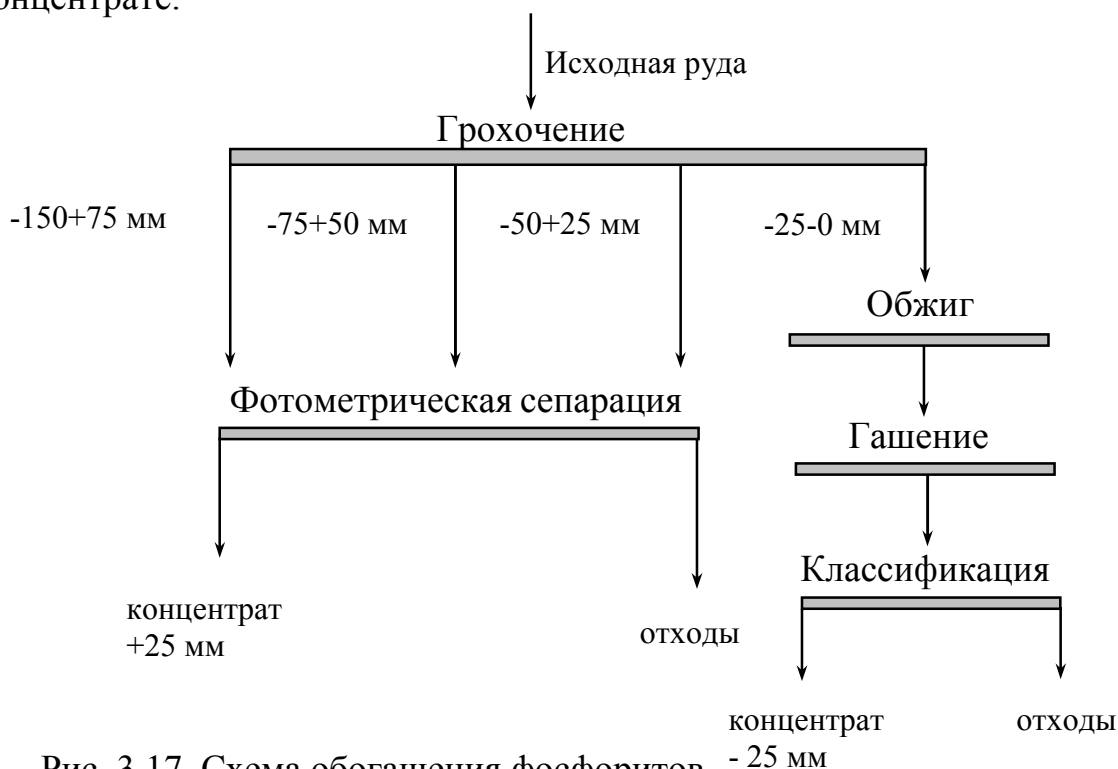 Исходная руда
Грохочение
-150+75 мм
-75+50 мм
-50+25 мм
-25-0 мм
Обжиг
Фотометрическая сепарация
Гашение
Классификация
концентрат
+25 мм
отходы
концентрат
- 25 мм
отходы
Рис. 3.17. Схема обогащения фосфоритов